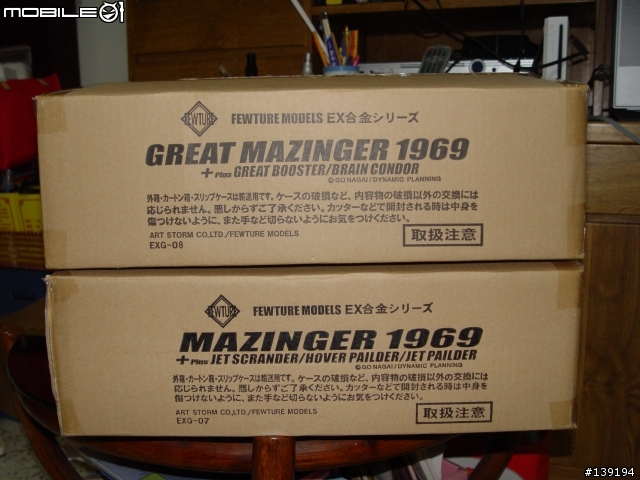 MOBILE01
FEWTURE
FEWTURE MODELS EX合金シリーズ
GREAT MAZINGER 1969
+Plus GREAT BOOSTER/BRAIN CONDOR
©GO NAGAI/DYNAMIC PLANNING
外箱・カートン箱・スリップケースは輸送用です。ケースの破損など、内容物の破損以外の交換には
応じられません。悪しからずご了承ください。カッターなどで開封される時は中身を
傷つけないように、また手など切らないようにお気をつけください。
ART STORM CO.,LTD./FEWTURE MODELS
EXG-08
取扱注意
FEWTURE
FEWTURE MODELS EX合金シリーズ
MAZINGER 1969
+Plus JET SCRANDER/HOVER PAILDER/JET PAILDER
©GO NAGAI/DYNAMIC PLANNING
外箱・カートン箱・スリップケースは輸送用です。ケースの破損など、内容物の破損以外の交換には
応じられません。悪しからずご了承ください。カッターなどで開封される時は中身を
傷つけないように、また手など切らないようにお気をつけください。
ART STORM CO.,LTD./FEWTURE MODELS
EXG-07
取扱注意
#139194